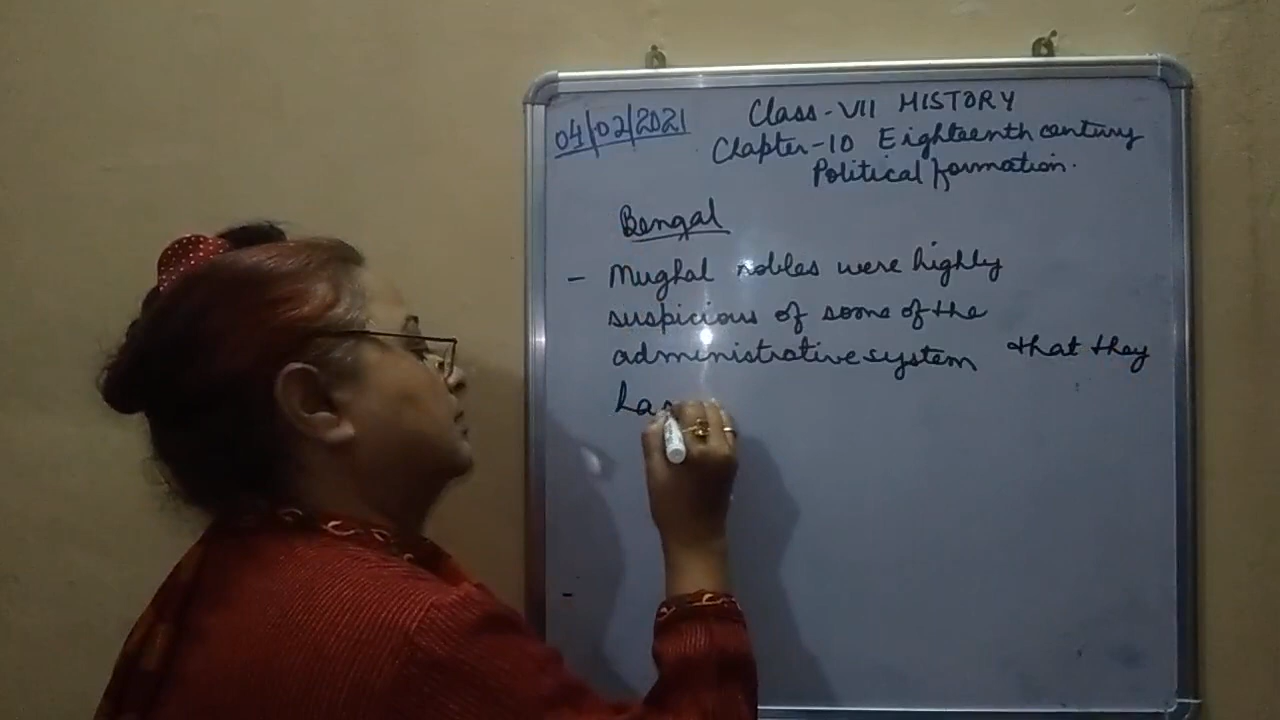 04/02/2021
Class-VII HISTORY
Chapter-10 Eighteenth century
Political formation.
Bengal
- Mughal nobles were highly
suspicious of some of the
administrative system that they
ha